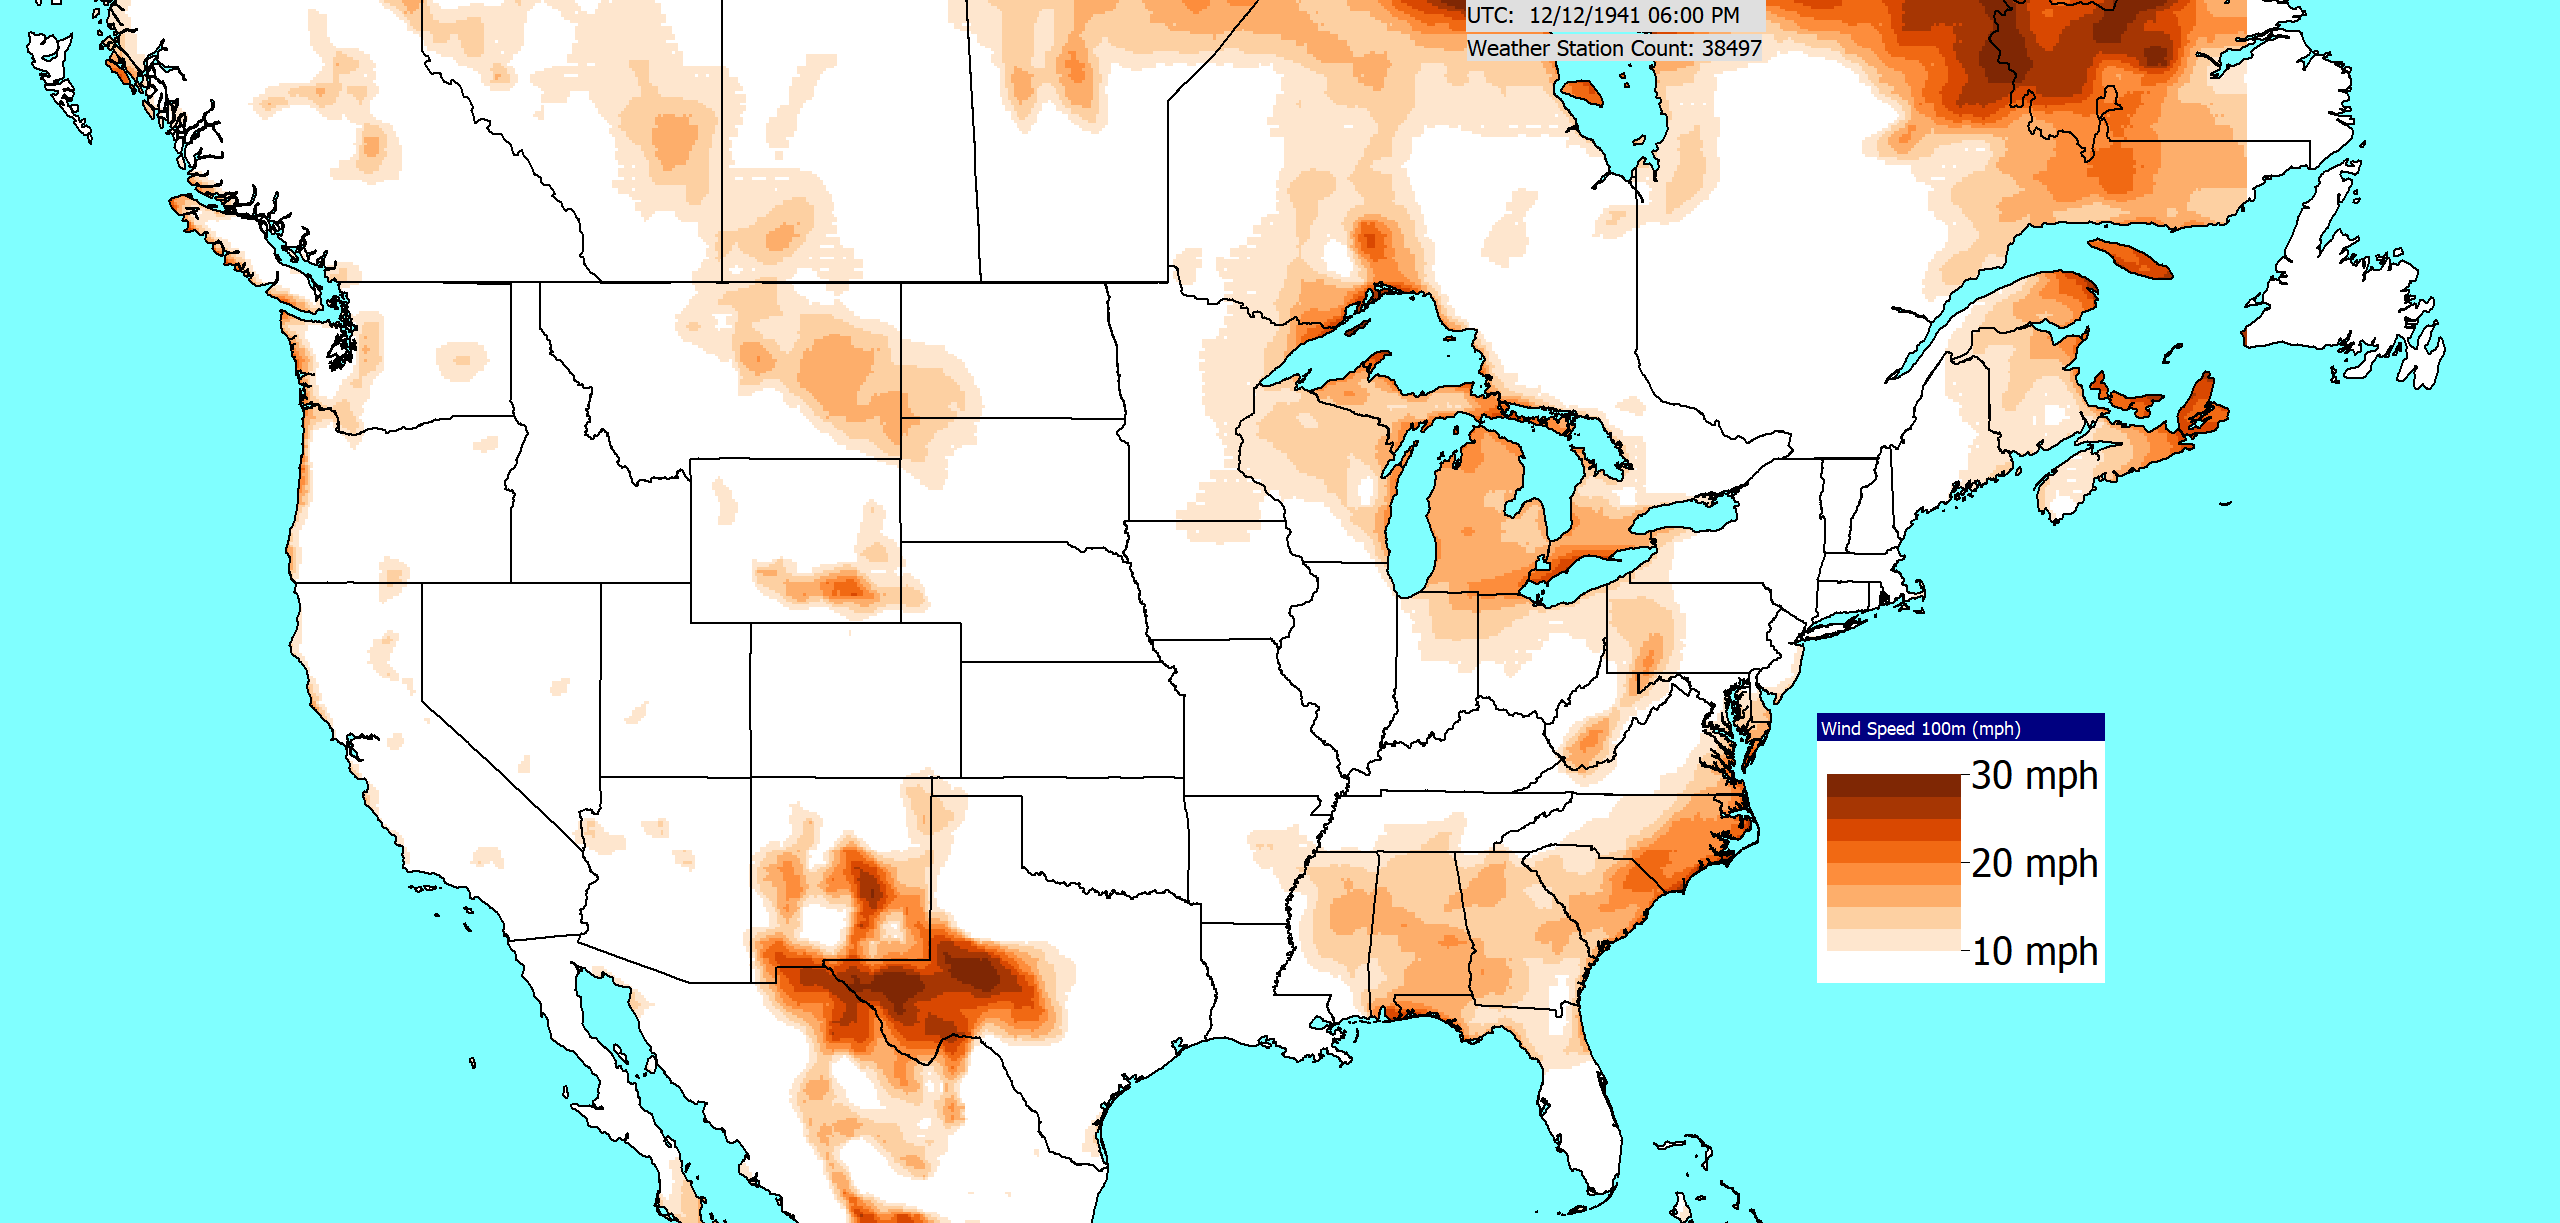 UTC:  12/12/1941 06:00 PM
Weather Station Count: 38497
Wind Speed 100m (mph)
30 mph
20 mph
10 mph